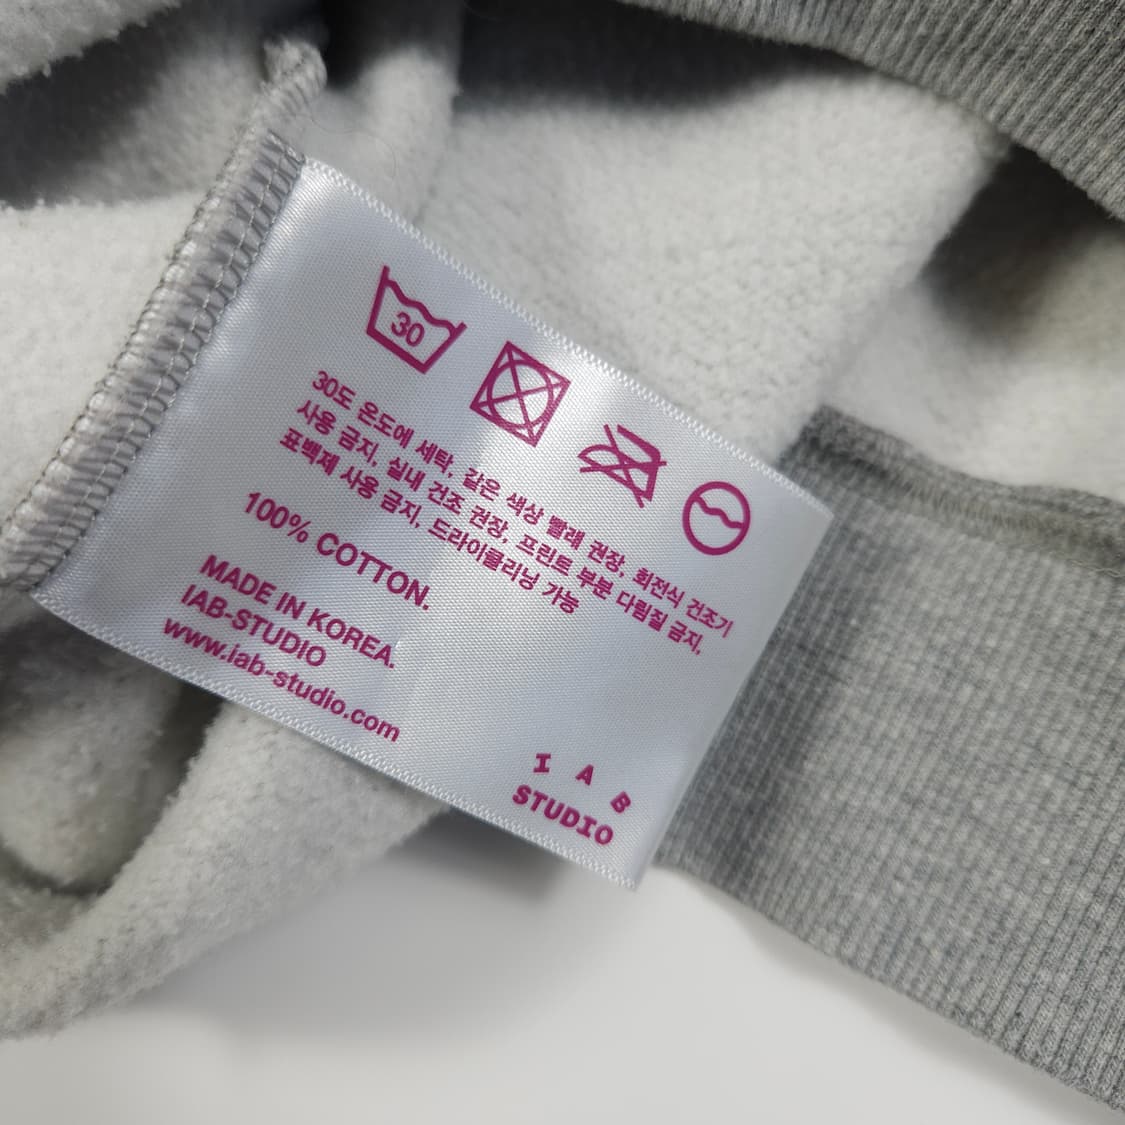 30
30도 온도에 세탁, 같은 색상 빨래 권장, 회전식 건조기
사용 금지, 실내 건조 권장, 프린트 부분 다림질 금지,
표백제 사용 금지, 드라이클리닝 가능
100% COTTON.
MADE IN KOREA.
IAB-STUDIO
www.iab-studio.com
I A B
STUDIO